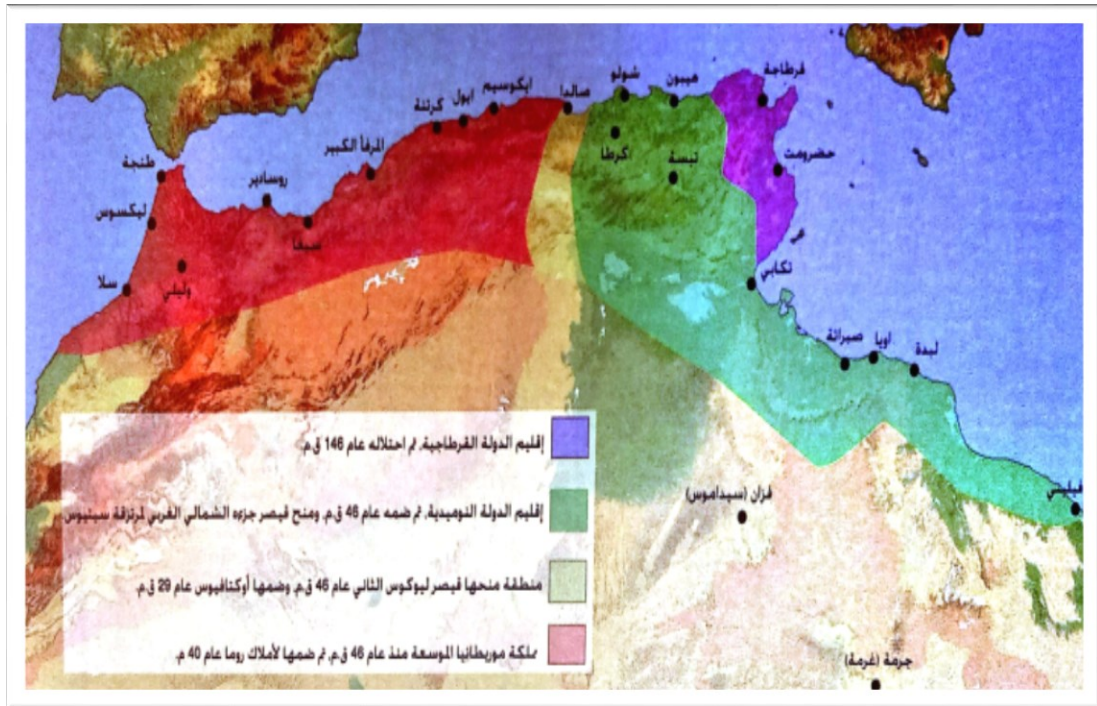 قرطاجة
شولو
هيبون
ايكوسيم
صالدا
ايول
كرتنة
كرطا
تبسة
حضرومت
المرفأ الكبير
طنجة
روسادير
ليكسوس
سيغا
وليلي
سلا
تكابي
صبراتة
اويا
لبدة
فزان (سيداموس)
جرمة (غرمة)
إقليم الدولة القرطاجية، تم احتلاله عام 146 ق.م.
إقليم الدولة النوميدية، تم ضمه عام 46 ق.م. ومنح قيصر جزءه الشمالي الغربي لمرتزقة سيتيوس
منطقة منحها قيصر ليوكوس الثاني عام 46 ق.م. وضمها أوكتافيوس عام 29 ق.م.
مملكة موريطانيا الموسعة منذ عام 46 ق.م. تم ضمها لأملاك روما عام 40 م.